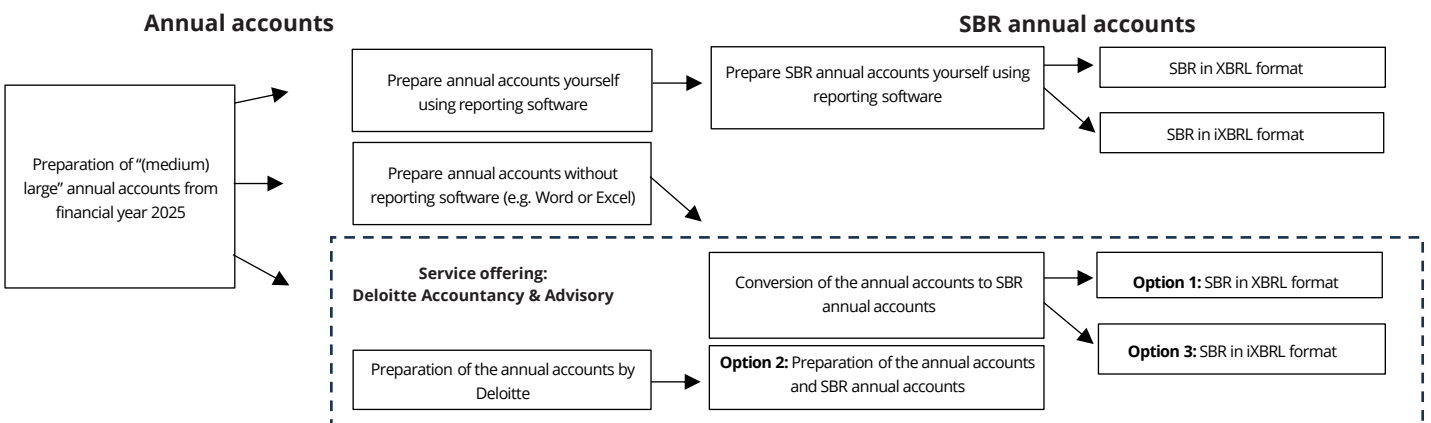 Annual accounts
SBR annual accounts
Preparation of “(medium)
large” annual accounts from
financial year 2025
Prepare annual accounts yourself
using reporting software
Prepare SBR annual accounts yourself using
reporting software
SBR in XBRL format
SBR in iXBRL format
Prepare annual accounts without
reporting software (e.g. Word or Excel)
Service offering:
Deloitte Accountancy & Advisory
Conversion of the annual accounts to SBR
annual accounts
Option 1: SBR in XBRL format
Option 3: SBR in iXBRL format
Preparation of the annual accounts by
Deloitte
Option 2: Preparation of the annual accounts
and SBR annual accounts